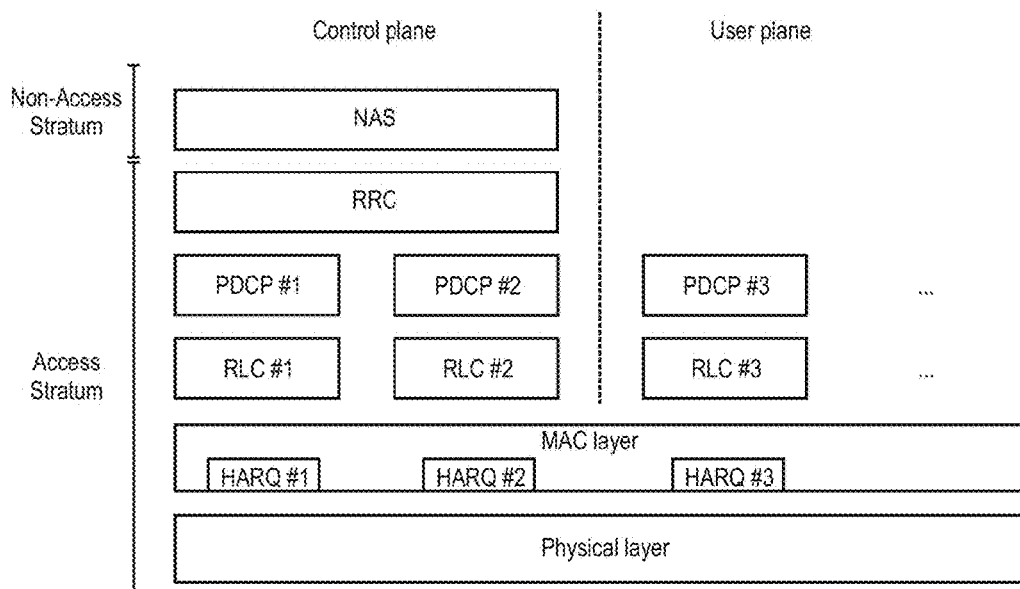 Control plane
User plane
Non-Access
Stratum
NAS
RRC
PDCP #1
PDCP #2
PDCP #3
...
Access
Stratum
RLC #1
RLC #2
RLC #3
...
MAC layer
HARQ #1
HARQ #2
HARQ #3
Physical layer